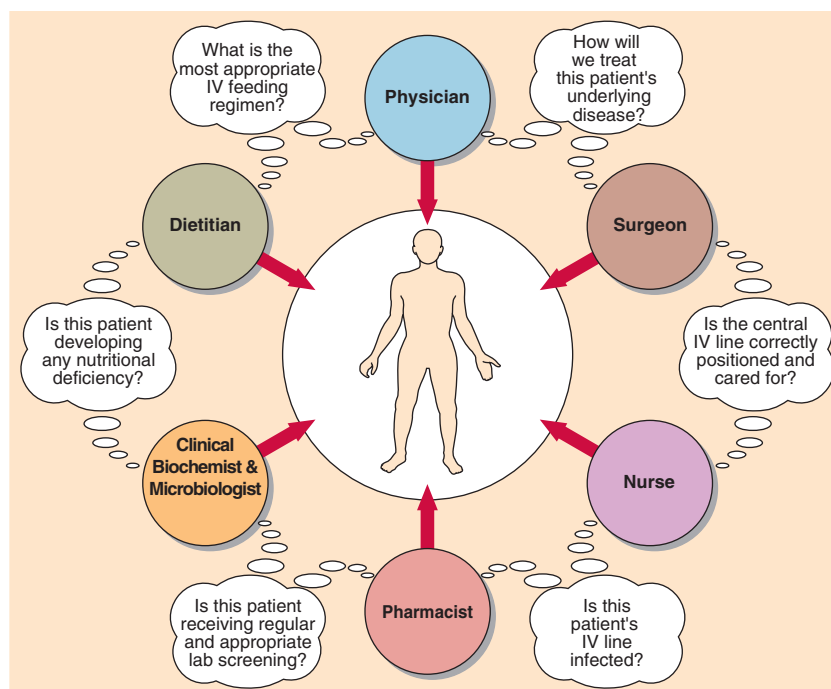 What is the
most appropriate
IV feeding
regimen?
Physician
How will
we treat
this patient's
underlying
disease?
Dietitian
Surgeon
Is this patient
developing
any nutritional
deficiency?
Is the central
IV line correctly
positioned and
cared for?
Clinical
Biochemist &
Microbiologist
Nurse
Pharmacist
Is this patient
receiving regular
and appropriate
lab screening?
Is this
patient's
IV line
infected?